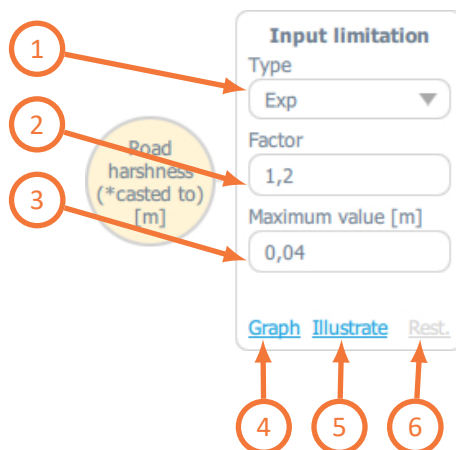 1
2
3
Road
harshness
(*casted to)
[m]
Input limitation
Type
Exp
Factor
1,2
Maximum value [m]
0,04
Graph Illustrate Rest.
4 5 6